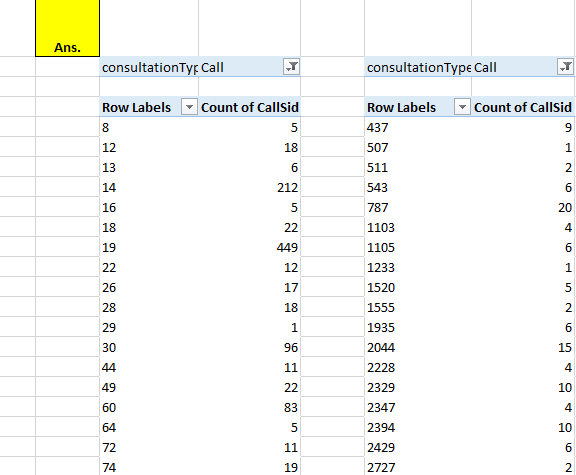 Ans.
consultationTyp Call consultationType Call
Row Labels Count of CallSid Row Labels Count of CallSid
8 5 437 9
12 18 507 1
13 6 511 2
14 212 543 6
16 5 787 20
18 22 1103 4
19 449 1105 6
22 12 1233 1
26 17 1520 5
28 18 1555 2
29 1 1935 6
30 96 2044 15
44 11 2228 4
49 22 2329 10
60 83 2347 4
64 5 2394 10
72 11 2429 6
74 19 2727 2